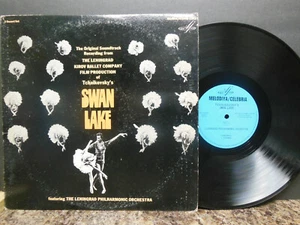 The Original Soundtrack
Recording from
THE LENINGRAD
KIROV BALLET COMPANY
FILM PRODUCTION
of
Tchaikovsky's
SWAN
LAKE
featuring THE LENINGRAD PHILHARMONIC ORCHESTRA
MELODIYA/CELEBRIA